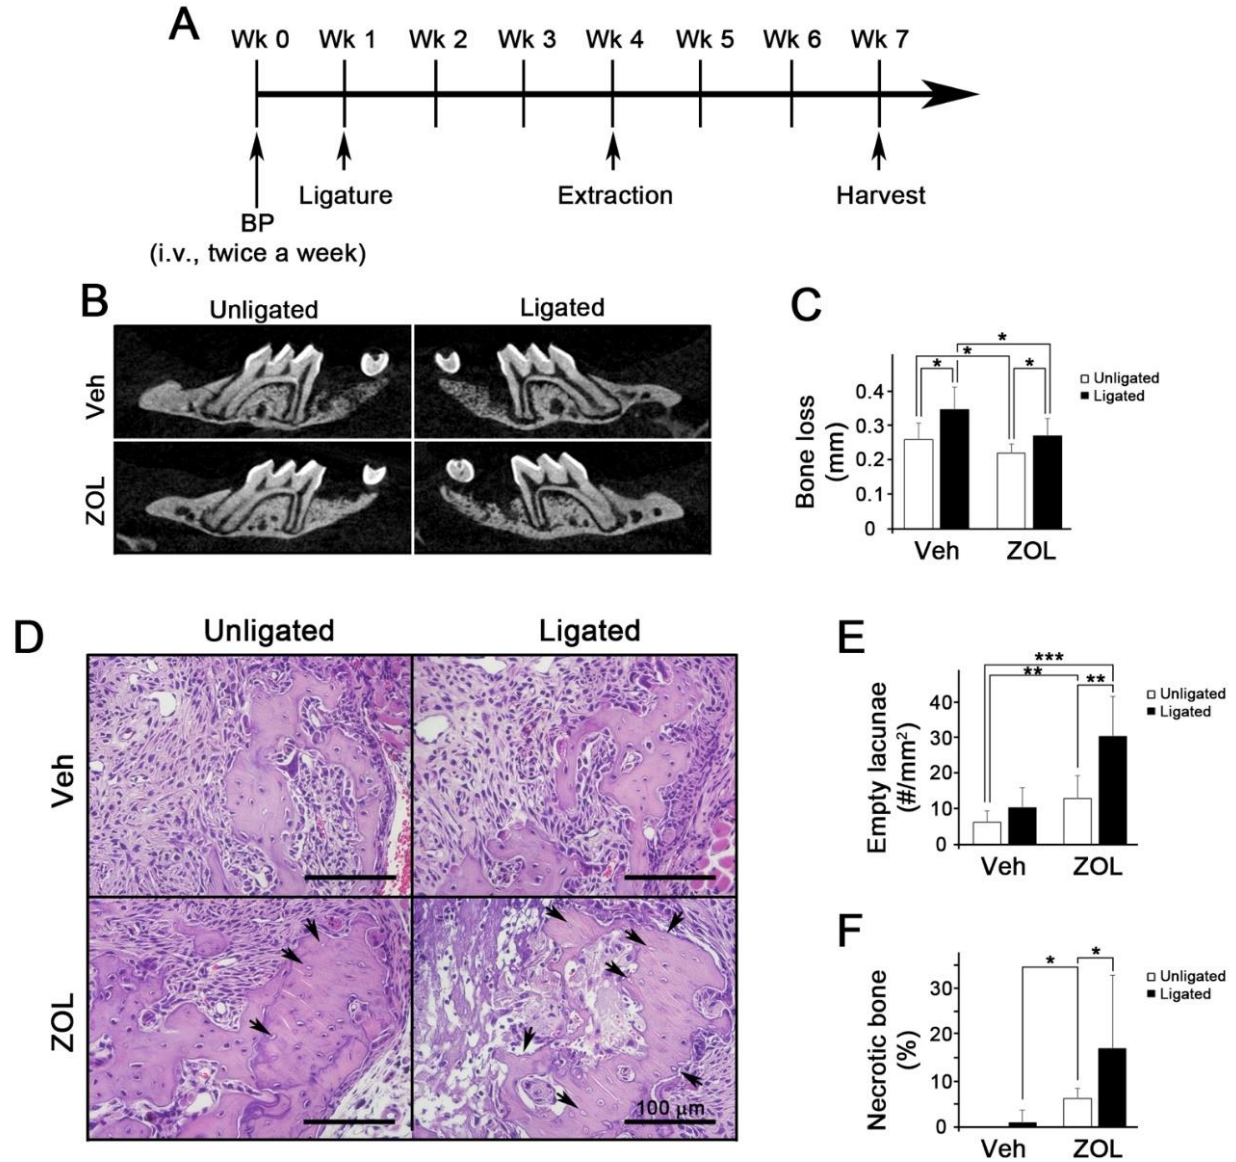 A
Wk 0 Wk 1 Wk 2 Wk 3 Wk 4 Wk 5 Wk 6 Wk 7
Ligature Extraction Harvest
BP
(i.v., twice a week)
B
Unligated Ligated
Veh
ZOL
C
* * * *
Unligated
Ligated
Bone loss
(mm)
0.4
0.3
0.2
0.1
0
Veh ZOL
D
Unligated Ligated
Veh
ZOL
100 µm
E
***
** **
Unligated
Ligated
Empty lacunae
(#/mm²)
40
30
20
10
0
Veh ZOL
F
* *
Unligated
Ligated
Necrotic bone
(%)
30
20
10
0
Veh ZOL